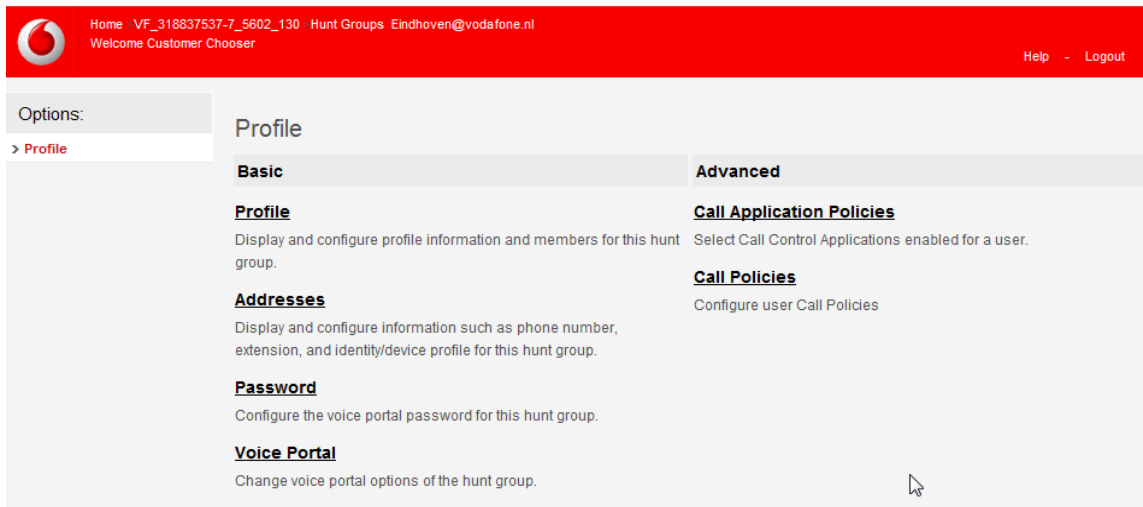 Home VF_318837537-7_5602_130 Hunt Groups Eindhoven@vodafone.nl
Welcome Customer Chooser
Help - Logout
Options:
Profile
Profile
Basic
Profile
Display and configure profile information and members for this hunt
group.
Addresses
Display and configure information such as phone number,
extension, and identity/device profile for this hunt group.
Password
Configure the voice portal password for this hunt group.
Voice Portal
Change voice portal options of the hunt group.
Advanced
Call Application Policies
Select Call Control Applications enabled for a user.
Call Policies
Configure user Call Policies